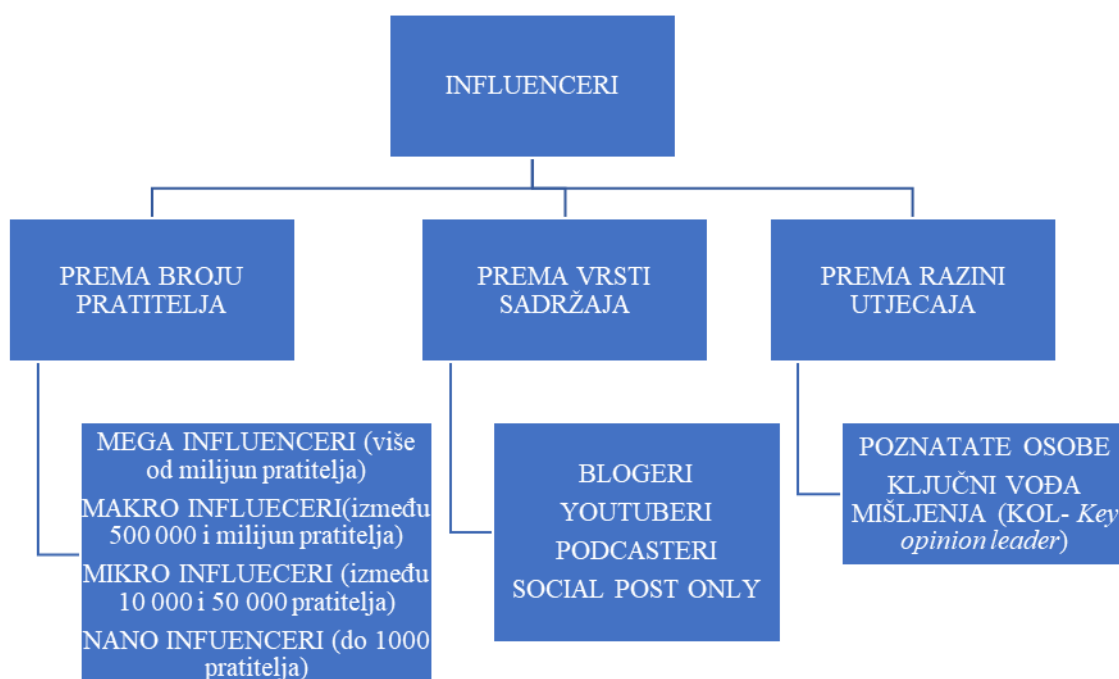 INFLUENCERI
PREMA BROJU
PRATITELJA
PREMA VRSTI
SADRŽAJA
PREMA RAZINI
UTJECAJA
MEGA INFLUENCERI (više
od milijun pratitelja)
MAKRO INFLUECERI(između
500 000 i milijun pratitelja)
MIKRO INFLUECERI (između
10 000 i 50 000 pratitelja)
NANO INFUENCERI (do 1000
pratitelja)
BLOGERI
YOUTUBERI
PODCASTERI
SOCIAL POST ONLY
POZNATATE OSOBE
KLJUČNI VOĐA
MIŠLJENJA (KOL- Key
opinion leader)